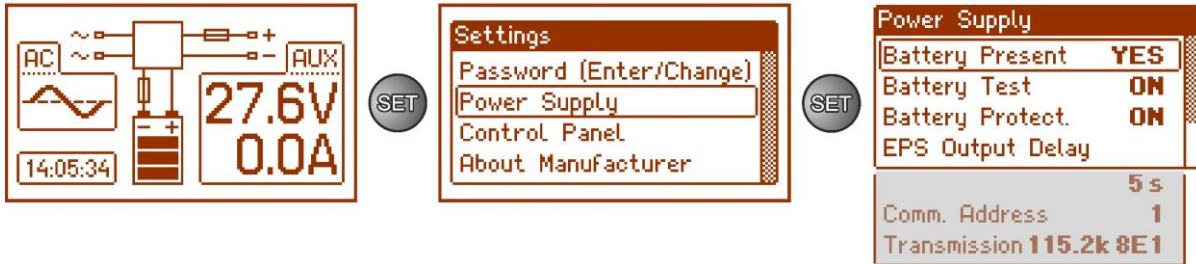 AC
AUX
27.6V
0.0A
14:05:34
SET
Settings
Password (Enter/Change)
Power Supply
Control Panel
About Manufacturer
SET
Power Supply
Battery Present YES
Battery Test ON
Battery Protect. ON
EPS Output Delay
5 s
Comm. Address 1
Transmission 115.2k 8E1